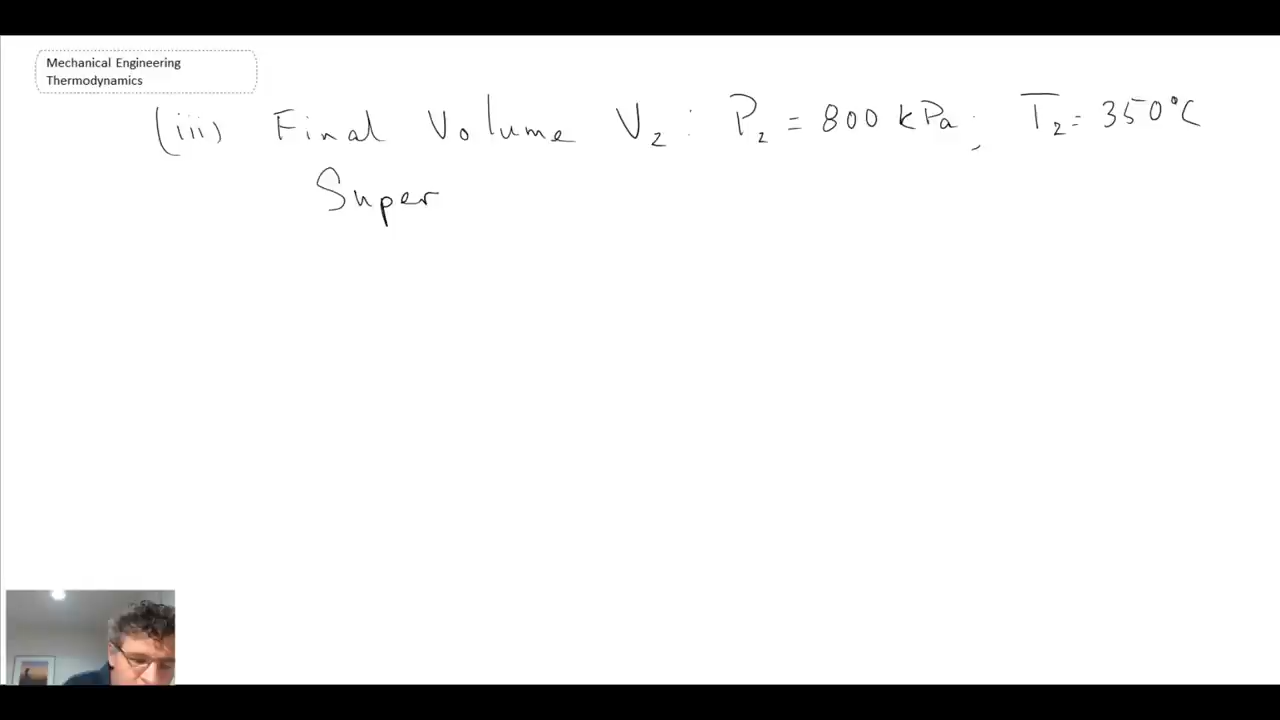 Mechanical Engineering
Thermodynamics
(iii) Final Volume V₂ : P₂ = 800 kPa ; T₂ = 350°C
Super